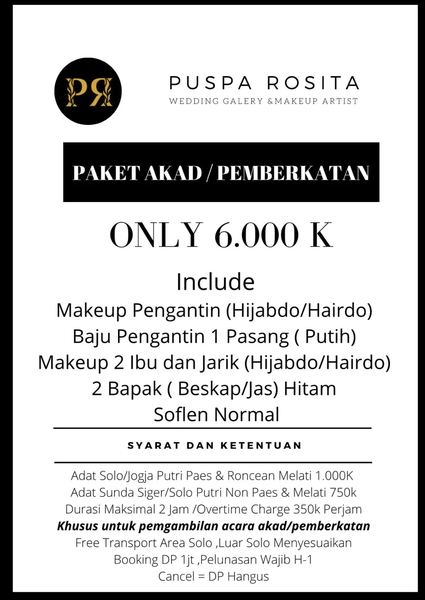 PR
PUSPA ROSITA
WEDDING GALERY &MAKEUP ARTIST
PAKET AKAD / PEMBERKATAN
ONLY 6.000 K
Include
Makeup Pengantin (Hijabdo/Hairdo)
Baju Pengantin 1 Pasang ( Putih)
Makeup 2 Ibu dan Jarik (Hijabdo/Hairdo)
2 Bapak ( Beskap/Jas) Hitam
Soflen Normal
SYARAT DAN KETENTUAN
Adat Solo/Jogja Putri Paes & Roncean Melati 1.000K
Adat Sunda Siger/Solo Putri Non Paes & Melati 750k
Durasi Maksimal 2 Jam /Overtime Charge 350k Perjam
Khusus untuk pemgambilan acara akad/pemberkatan
Free Transport Area Solo ,Luar Solo Menyesuaikan
Booking DP 1jt ,Pelunasan Wajib H-1
Cancel = DP Hangus